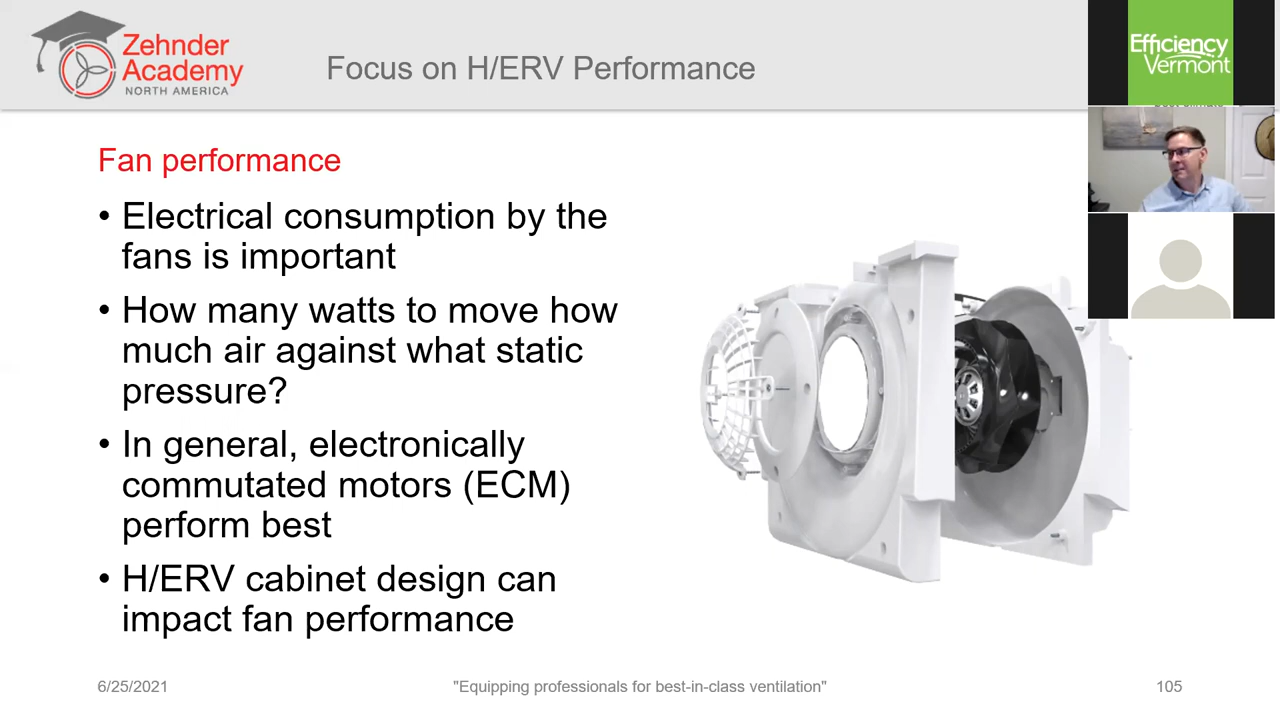 Zehnder
Academy
NORTH AMERICA
Focus on H/ERV Performance
Efficiency
Vermont
Fan performance
• Electrical consumption by the
fans is important
• How many watts to move how
much air against what static
pressure?
• In general, electronically
commutated motors (ECM)
perform best
• H/ERV cabinet design can
impact fan performance
6/25/2021
"Equipping professionals for best-in-class ventilation"
105